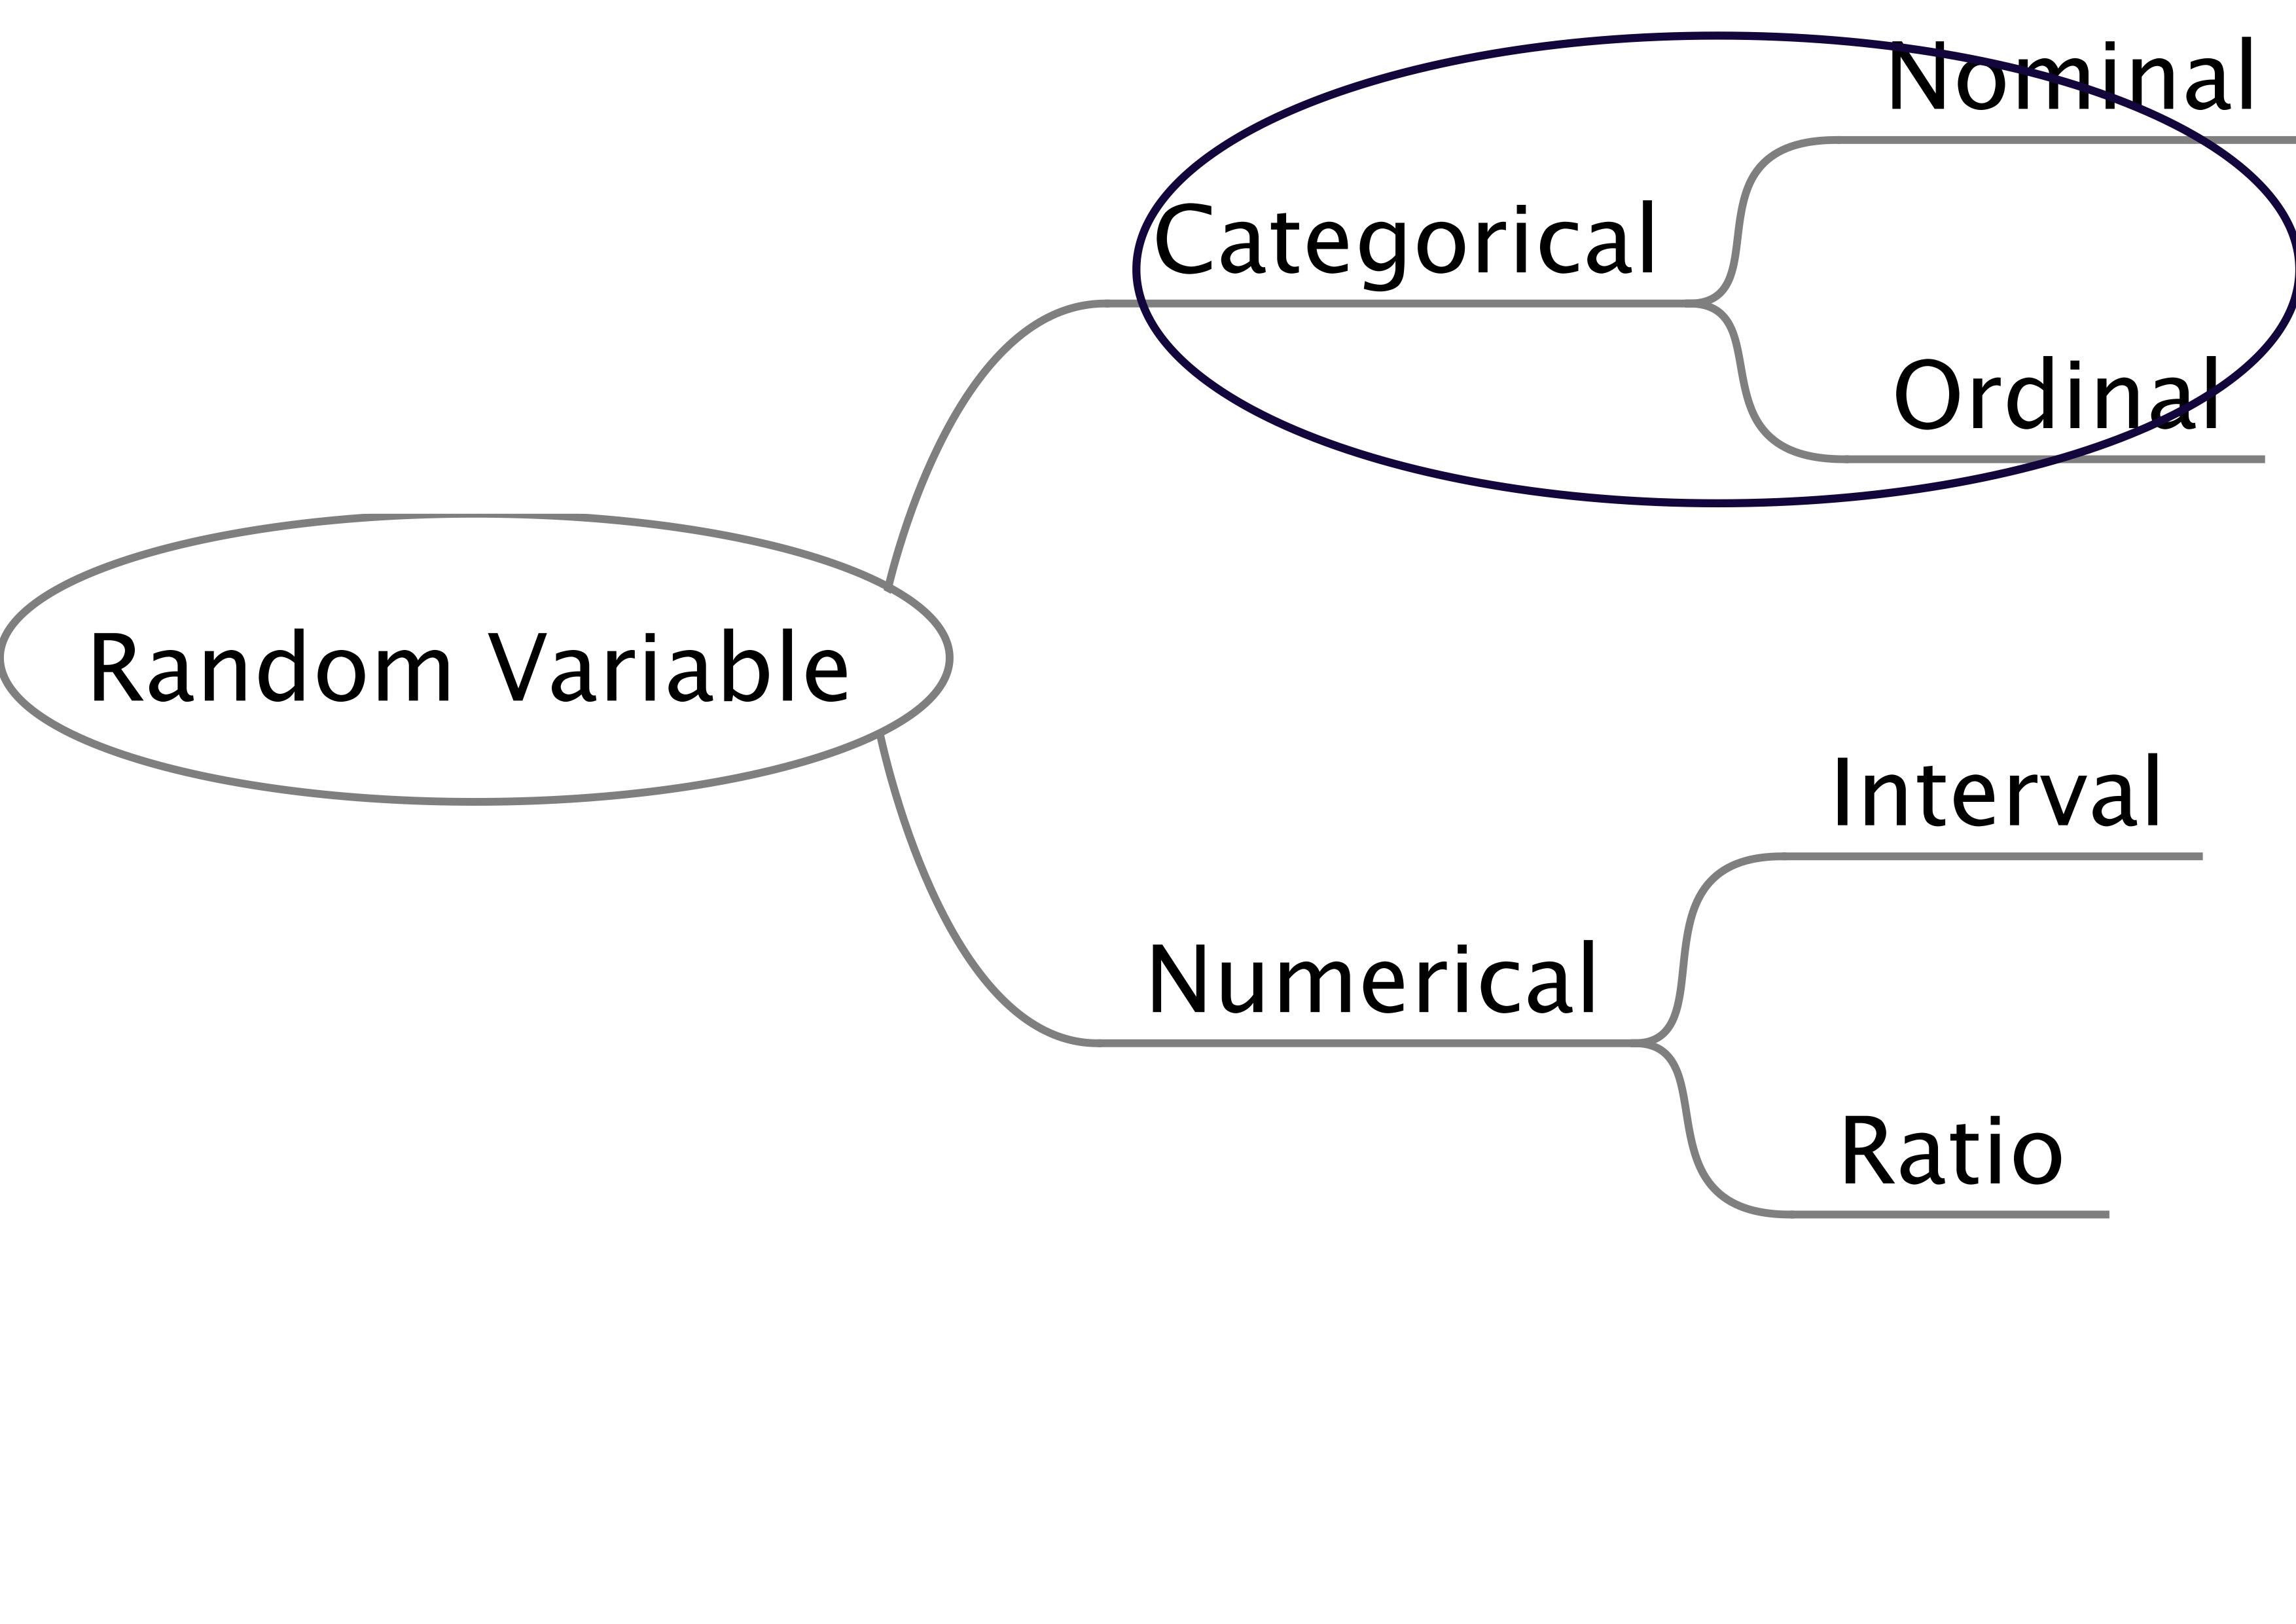 Nominal
Categorical
Ordinal
Random Variable
Interval
Numerical
Ratio